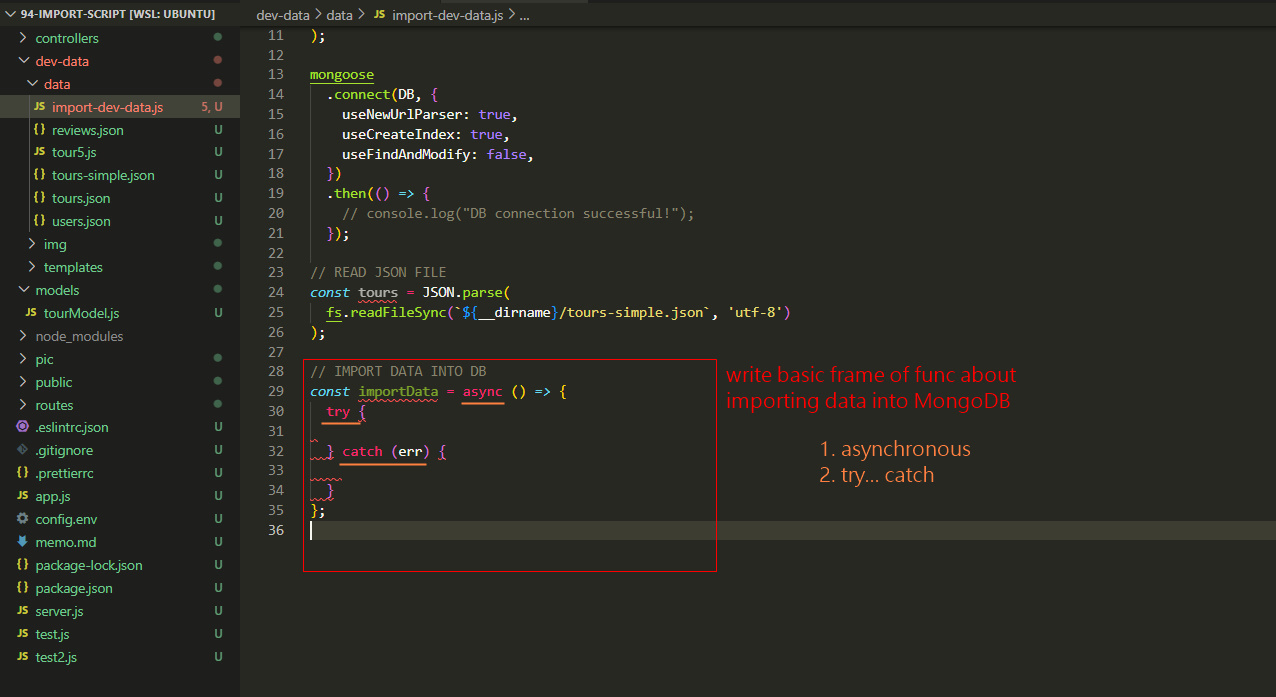 94-IMPORT-SCRIPT [WSL: UBUNTU]
controllers
dev-data
data
JS import-dev-data.js 5, U
{} reviews.json U
JS tour5.js U
{} tours-simple.json U
{} tours.json U
{} users.json U
img
templates
models
JS tourModel.js U
node_modules
pic
public
routes
.eslintrc.json U
.gitignore U
{} .prettierrc U
JS app.js U
config.env U
memo.md U
{} package-lock.json U
{} package.json U
JS server.js U
JS test.js U
JS test2.js U
dev-data > data > JS import-dev-data.js > ...
11 );
12
13 mongoose
14 .connect(DB, {
15 useNewUrlParser: true,
16 useCreateIndex: true,
17 useFindAndModify: false,
18 })
19 .then(() => {
20 // console.log("DB connection successful!");
21 });
22
23 // READ JSON FILE
24 const tours = JSON.parse(
25 fs.readFileSync(`${__dirname}/tours-simple.json`, 'utf-8')
26 );
27
28 // IMPORT DATA INTO DB
29 const importData = async () => {
30 try {
31
32 } catch (err) {
33
34 }
35 };
36
write basic frame of func about
importing data into MongoDB
1. asynchronous
2. try... catch